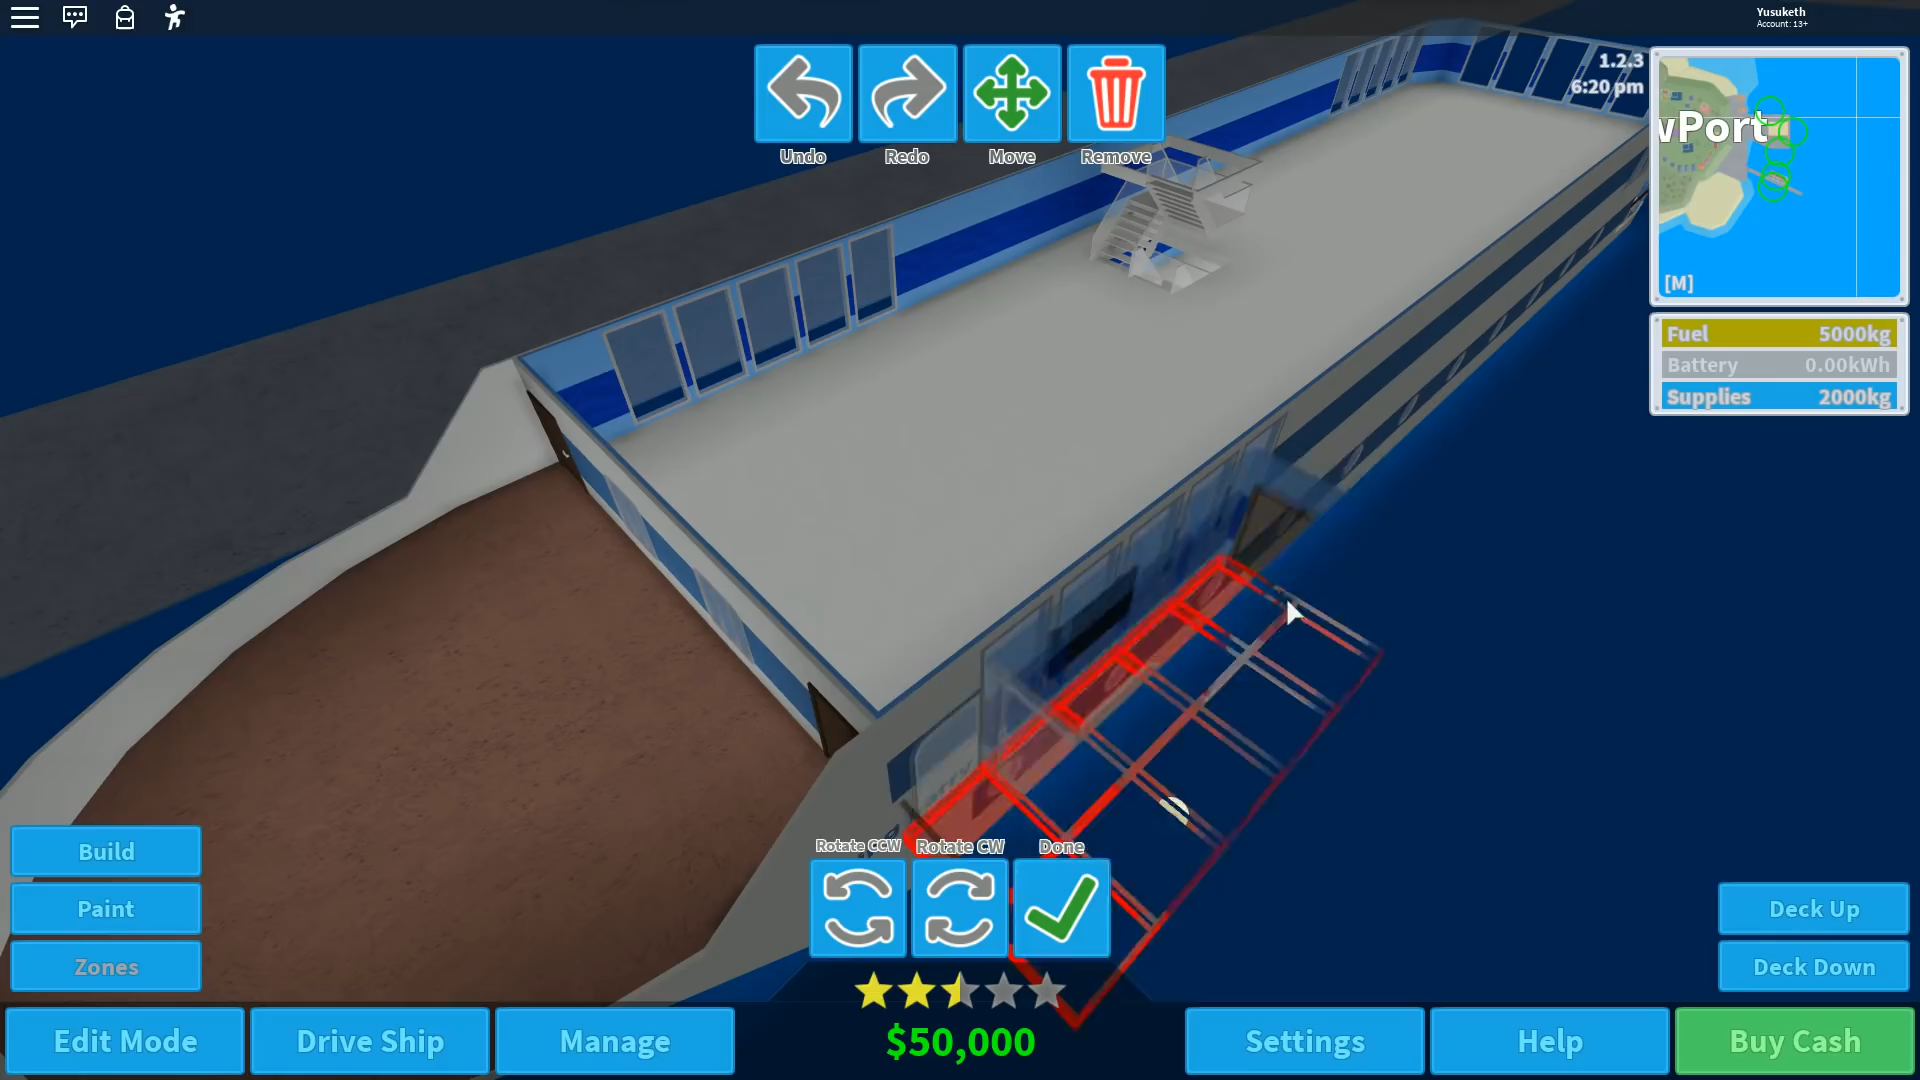 Yusuketh
Account: 13+
Undo
Redo
Move
Remove
1.2.3
6:20 pm
wPort
[M]
Fuel 5000kg
Battery 0.00kWh
Supplies 2000kg
Rotate CCW
Rotate CW
Done
Build
Paint
Zones
Deck Up
Deck Down
Edit Mode
Drive Ship
Manage
$50,000
Settings
Help
Buy Cash